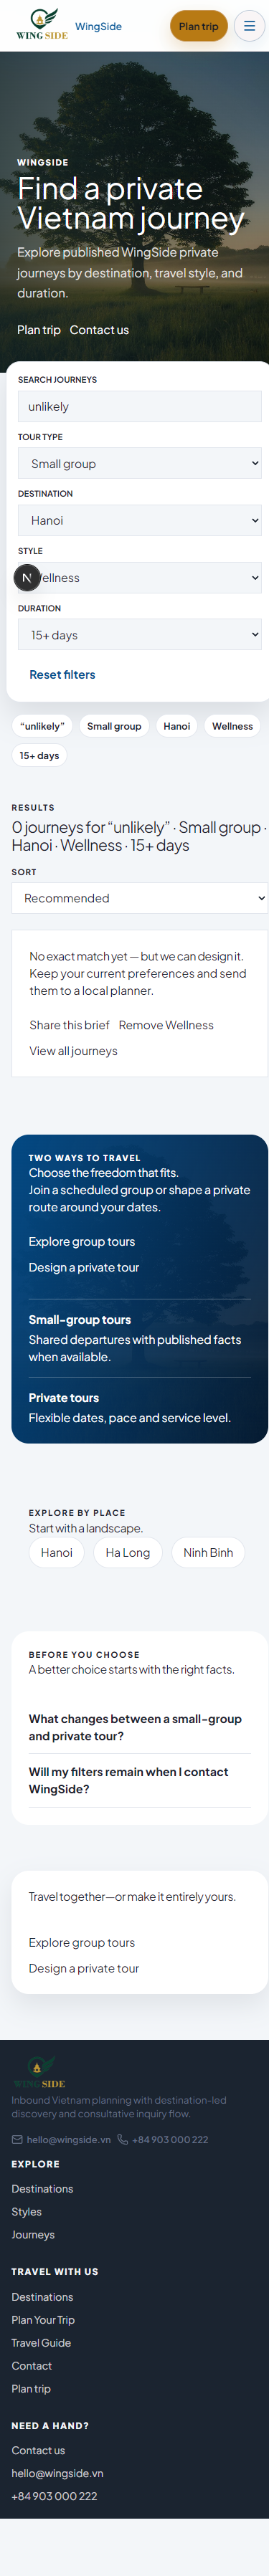 WING SIDE
WingSide
Plan trip
WINGSIDE
Find a private
Vietnam journey
Explore published WingSide private
journeys by destination, travel style, and
duration.
Plan trip Contact us
SEARCH JOURNEYS
unlikely
TOUR TYPE
Small group
DESTINATION
Hanoi
STYLE
N
ellness
DURATION
15+ days
Reset filters
“unlikely” Small group Hanoi Wellness
15+ days
RESULTS
0 journeys for “unlikely” · Small group ·
Hanoi · Wellness · 15+ days
SORT
Recommended
No exact match yet — but we can design it.
Keep your current preferences and send
them to a local planner.
Share this brief Remove Wellness
View all journeys
TWO WAYS TO TRAVEL
Choose the freedom that fits.
Join a scheduled group or shape a private
route around your dates.
Explore group tours
Design a private tour
Small-group tours
Shared departures with published facts
when available.
Private tours
Flexible dates, pace and service level.
EXPLORE BY PLACE
Start with a landscape.
Hanoi Ha Long Ninh Binh
BEFORE YOU CHOOSE
A better choice starts with the right facts.
What changes between a small-group
and private tour?
Will my filters remain when I contact
WingSide?
Travel together—or make it entirely yours.
Explore group tours
Design a private tour
WING SIDE
Inbound Vietnam planning with destination-led
discovery and consultative inquiry flow.
hello@wingside.vn +84 903 000 222
EXPLORE
Destinations
Styles
Journeys
TRAVEL WITH US
Destinations
Plan Your Trip
Travel Guide
Contact
Plan trip
NEED A HAND?
Contact us
hello@wingside.vn
+84 903 000 222